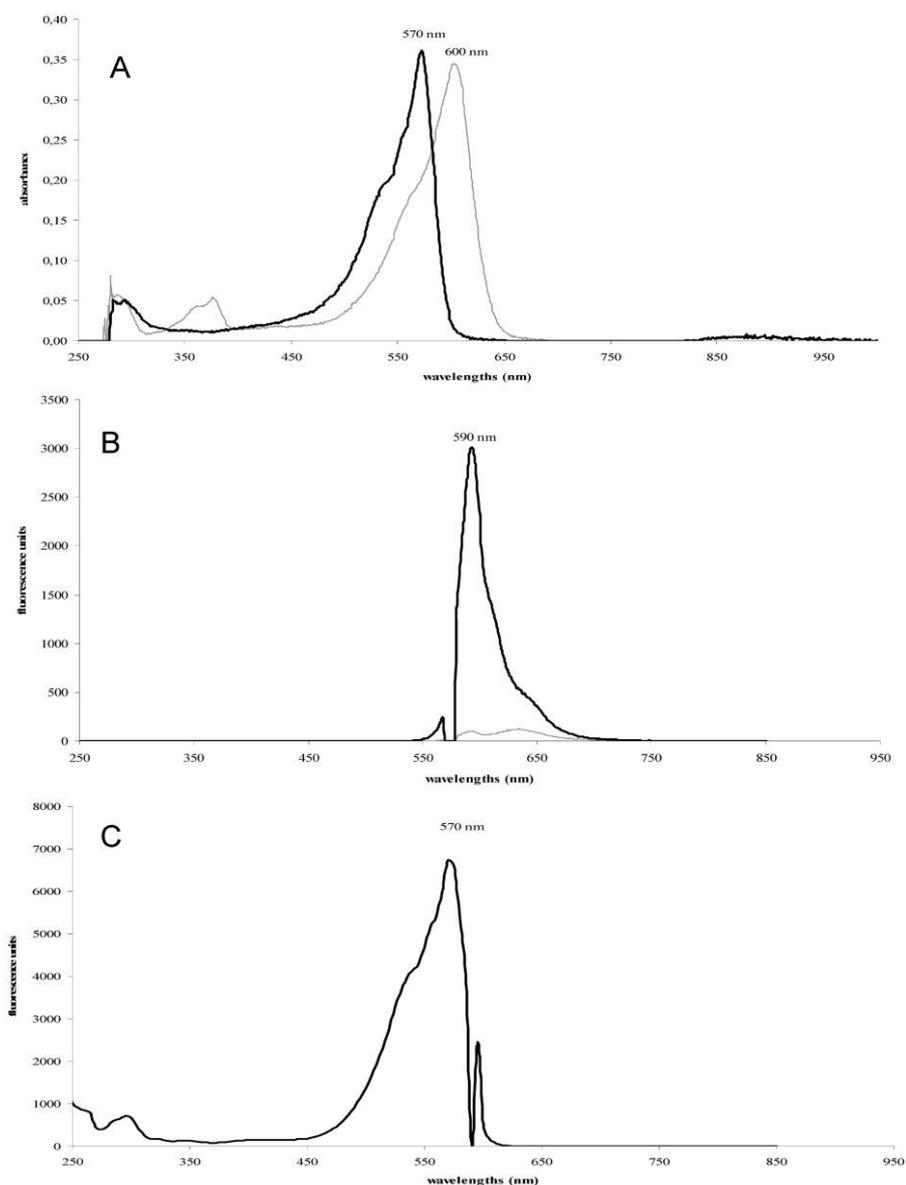 A
570 nm
600 nm
absorbance
0,40
0,35
0,30
0,25
0,20
0,15
0,10
0,05
0,00
250 350 450 550 650 750 850 950
wavelengths (nm)
B
590 nm
fluorescence units
3500
3000
2500
2000
1500
1000
500
0
250 350 450 550 650 750 850 950
wavelengths (nm)
C
570 nm
fluorescence units
8000
7000
6000
5000
4000
3000
2000
1000
0
250 350 450 550 650 750 850 950
wavelengths (nm)